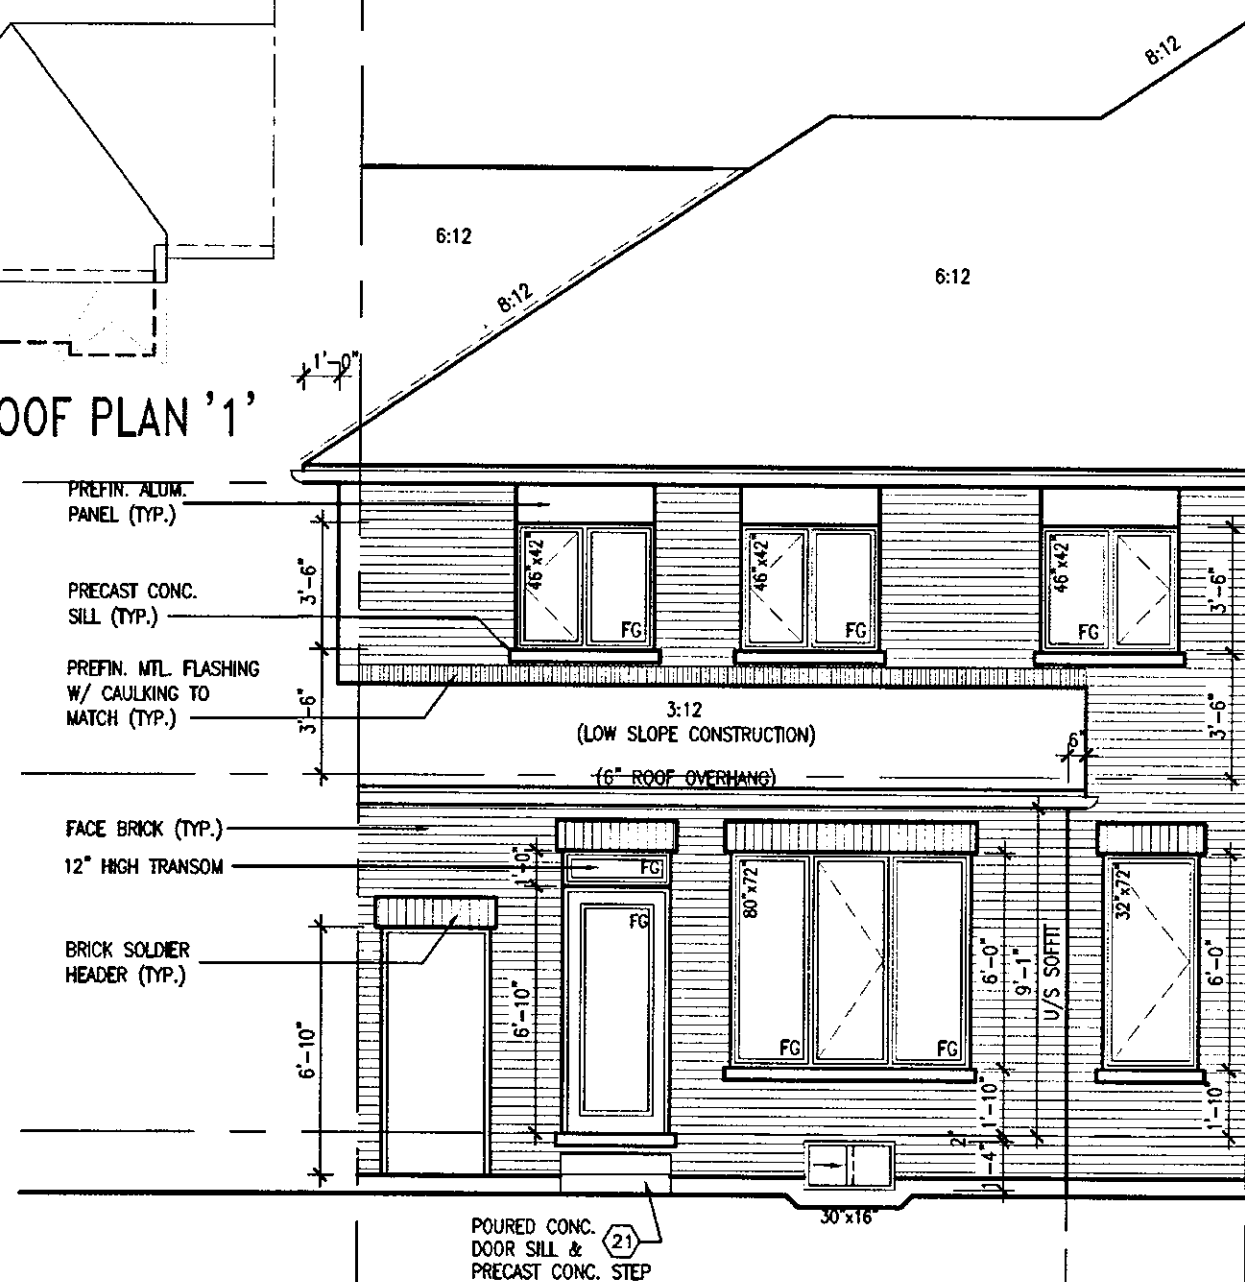 8:12
6:12
8:12
6:12
1'-0"
OOF PLAN '1'
PREFIN. ALUM.
PANEL (TYP.)
PRECAST CONC.
SILL (TYP.)
PREFIN. MTL. FLASHING
W/ CAULKING TO
MATCH (TYP.)
3'-6"
3'-6"
46"x42"
FG
46"x42"
FG
46"x42"
FG
3'-6"
3'-6"
3:12
(LOW SLOPE CONSTRUCTION)
(6" ROOF OVERHANG)
6"
FACE BRICK (TYP.)
12" HIGH TRANSOM
BRICK SOLDIER
HEADER (TYP.)
1'-0"
FG
FG
6'-10"
6'-10"
80"x72"
FG
FG
6'-0"
9'-1"
U/S SOFFIT
32"x72"
6'-0"
1'-10"
1'-10"
2"
1'-4"
30"x16"
POURED CONC.
DOOR SILL &
PRECAST CONC. STEP
21